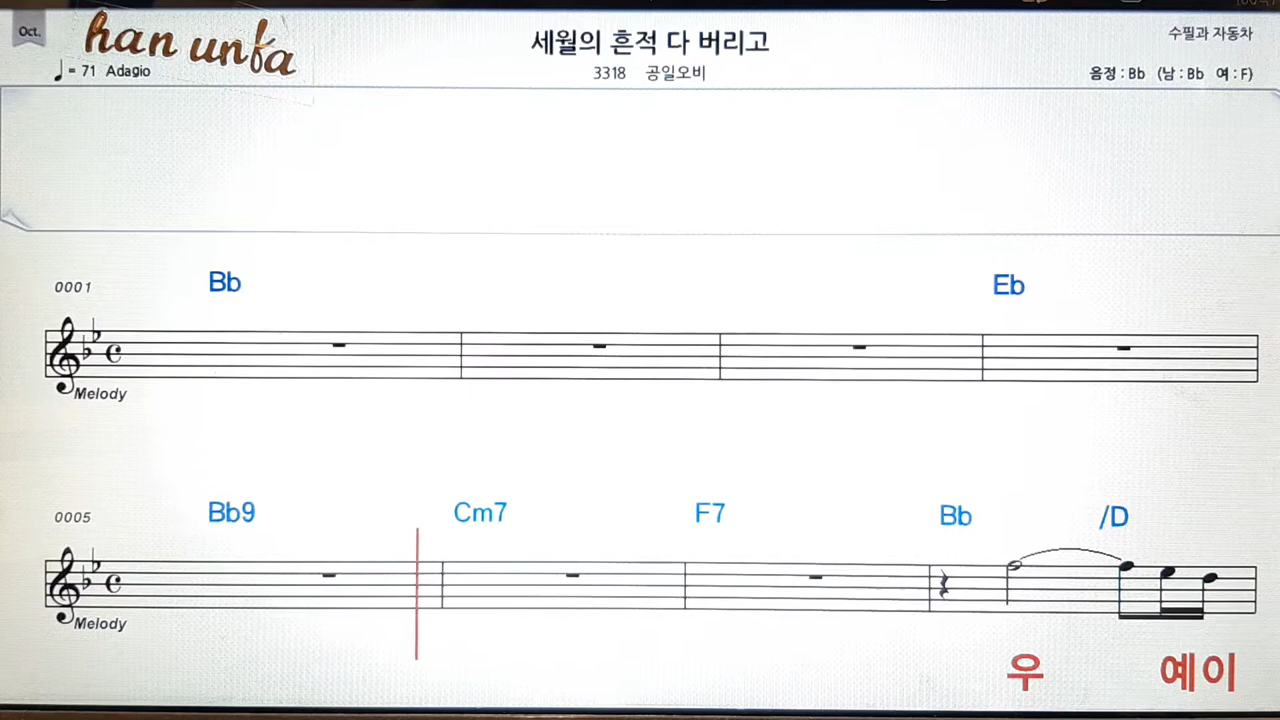 Oct.
han unfa
세월의 흔적 다 버리고
수필과 자동차
= 71 Adagio
3318 공일오비
음정 : Bb (남 : Bb 여 : F)
Bb Eb
0001
Melody
Bb9 Cm7 F7 Bb /D
0005
Melody
우 예이